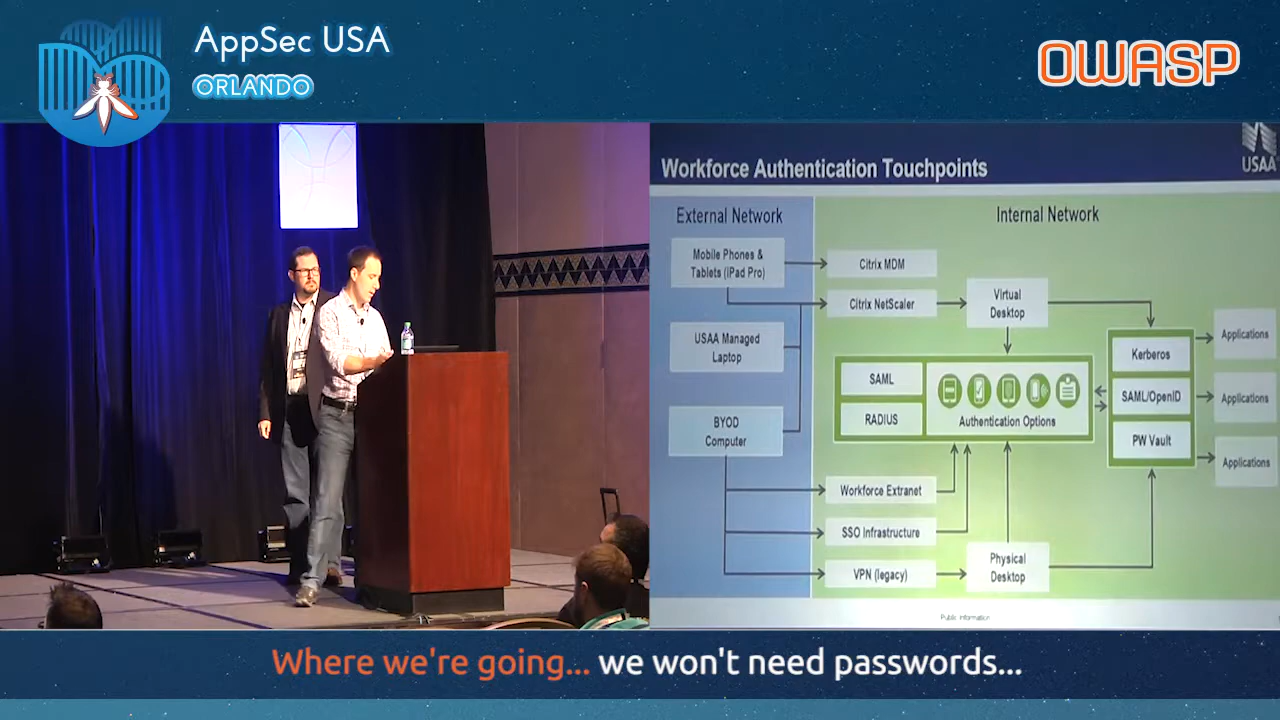 AppSec USA
ORLANDO
OWASP
Workforce Authentication Touchpoints
USAA
External Network
Internal Network
Mobile Phones &
Tablets (iPad Pro)
Citrix MDM
Citrix NetScaler
Virtual
Desktop
USAA Managed
Laptop
Kerberos
Applications
SAML
SAML/OpenID
Applications
RADIUS
Authentication Options
BYOD
Computer
PW Vault
Applications
Workforce Extranet
SSO Infrastructure
VPN (legacy)
Physical
Desktop
Public Information
Where we're going... we won't need passwords...